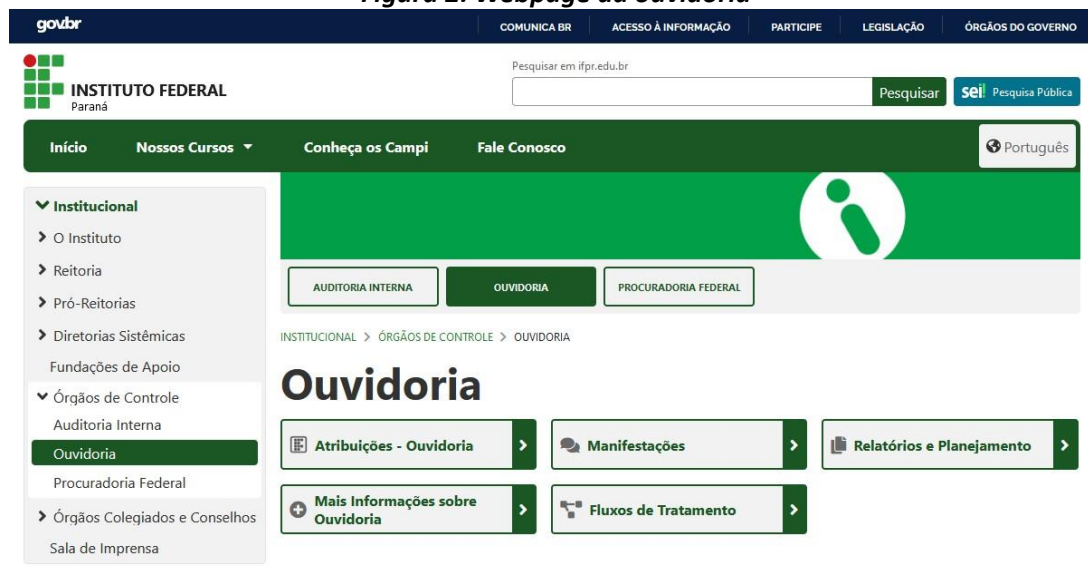 Figura 2: Webpage da Ouvidoria
govbr
COMUNICA BR
ACESSO À INFORMAÇÃO
PARTICIPE
LEGISLAÇÃO
ÓRGÃOS DO GOVERNO
INSTITUTO FEDERAL
Paraná
Pesquisar em ifpr.edu.br
Pesquisar
sei! Pesquisa Pública
Início
Nossos Cursos
Conheça os Campi
Fale Conosco
Português
Institucional
O Instituto
Reitoria
Pró-Reitorias
Diretorias Sistêmicas
Fundações de Apoio
Órgãos de Controle
Auditoria Interna
Ouvidoria
Procuradoria Federal
Órgãos Colegiados e Conselhos
Sala de Imprensa
AUDITORIA INTERNA
OUVIDORIA
PROCURADORIA FEDERAL
INSTITUCIONAL > ÓRGÃOS DE CONTROLE > OUVIDORIA
Ouvidoria
Atribuições - Ouvidoria
Manifestações
Relatórios e Planejamento
Mais Informações sobre
Ouvidoria
Fluxos de Tratamento